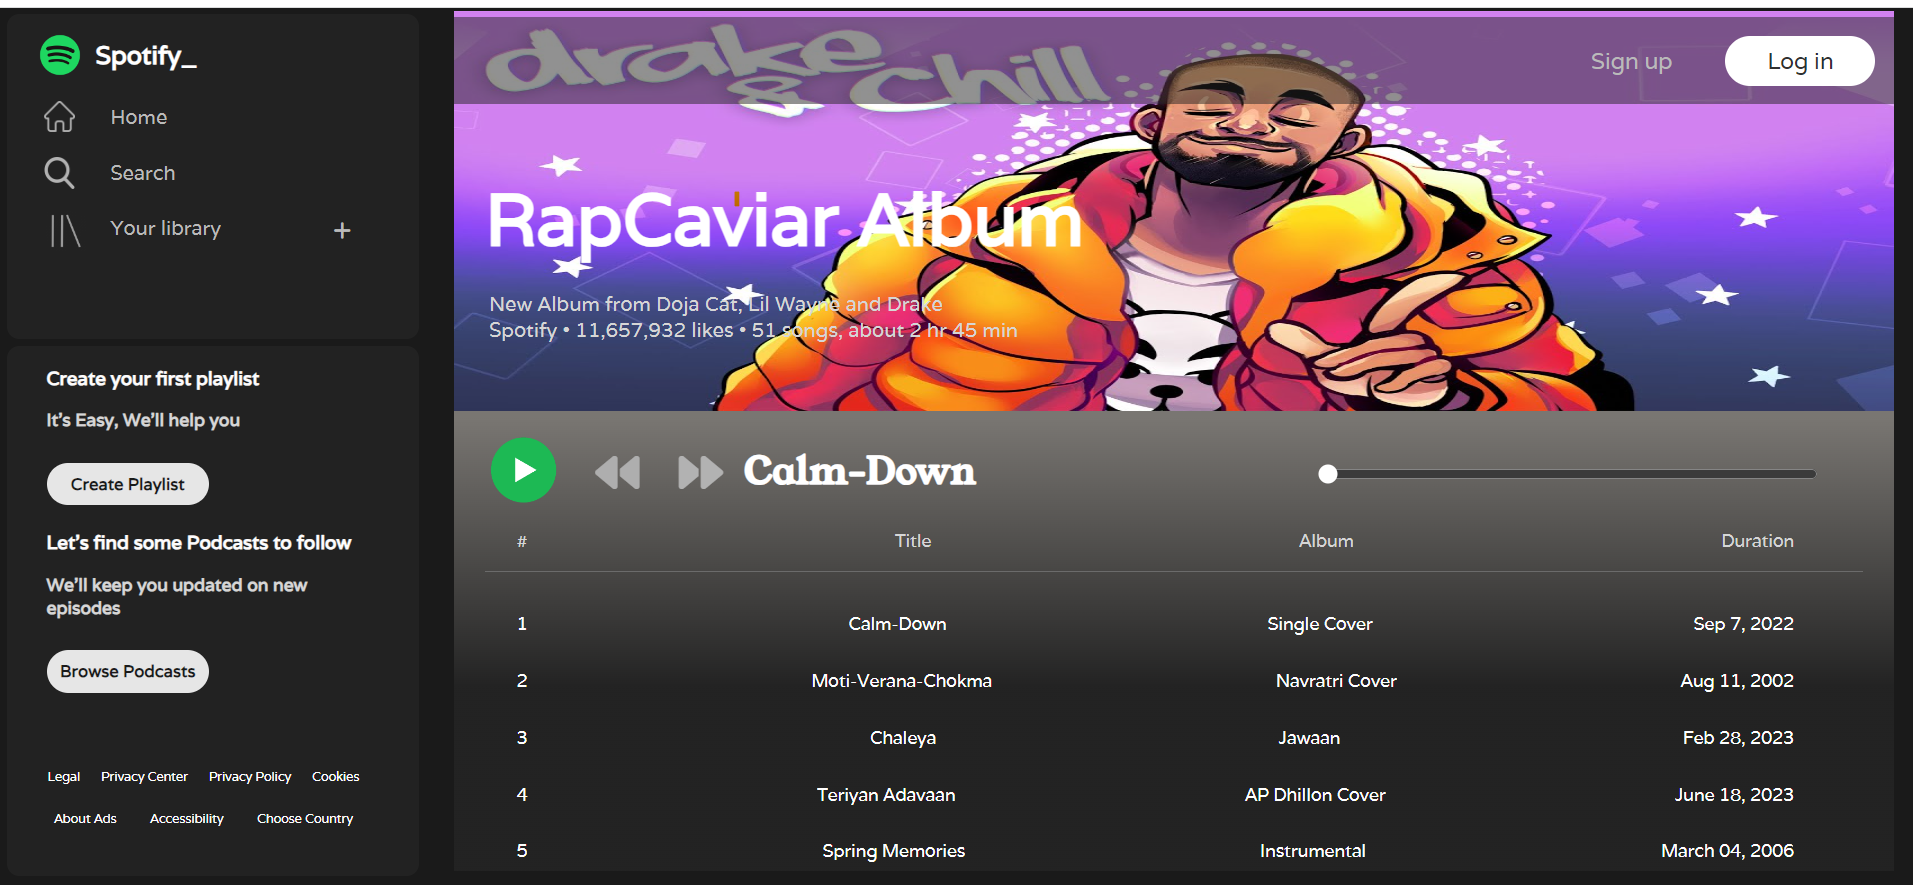 Spotify_
Home
Search
Your library +
Create your first playlist
It's Easy, We'll help you
Create Playlist
Let's find some Podcasts to follow
We'll keep you updated on new
episodes
Browse Podcasts
Legal Privacy Center Privacy Policy Cookies
About Ads Accessibility Choose Country
drake
& chill
Sign up Log in
RapCaviar Album
New Album from Doja Cat, Lil Wayne and Drake
Spotify • 11,657,932 likes • 51 songs, about 2 hr 45 min
Calm-Down
# Title Album Duration
1 Calm-Down Single Cover Sep 7, 2022
2 Moti-Verana-Chokma Navratri Cover Aug 11, 2002
3 Chaleya Jawaan Feb 28, 2023
4 Teriyan Adavaan AP Dhillon Cover June 18, 2023
5 Spring Memories Instrumental March 04, 2006